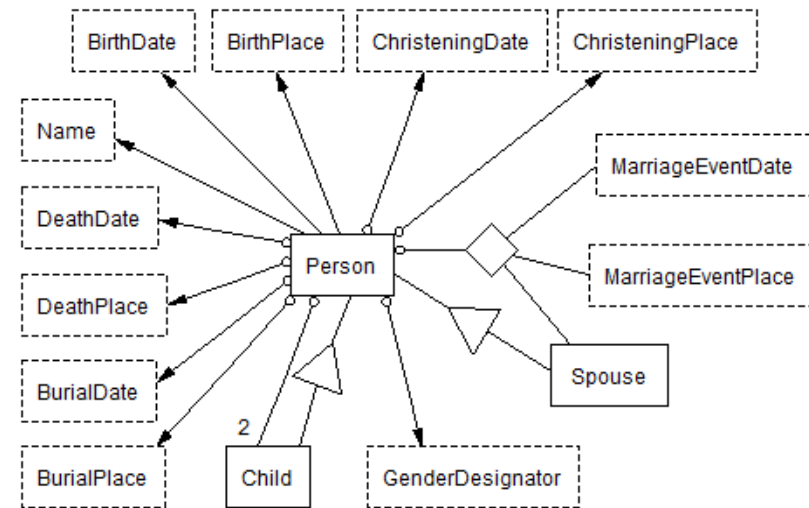 BirthDate
BirthPlace
ChristeningDate
ChristeningPlace
Name
MarriageEventDate
DeathDate
Person
MarriageEventPlace
DeathPlace
BurialDate
Spouse
2
BurialPlace
Child
GenderDesignator